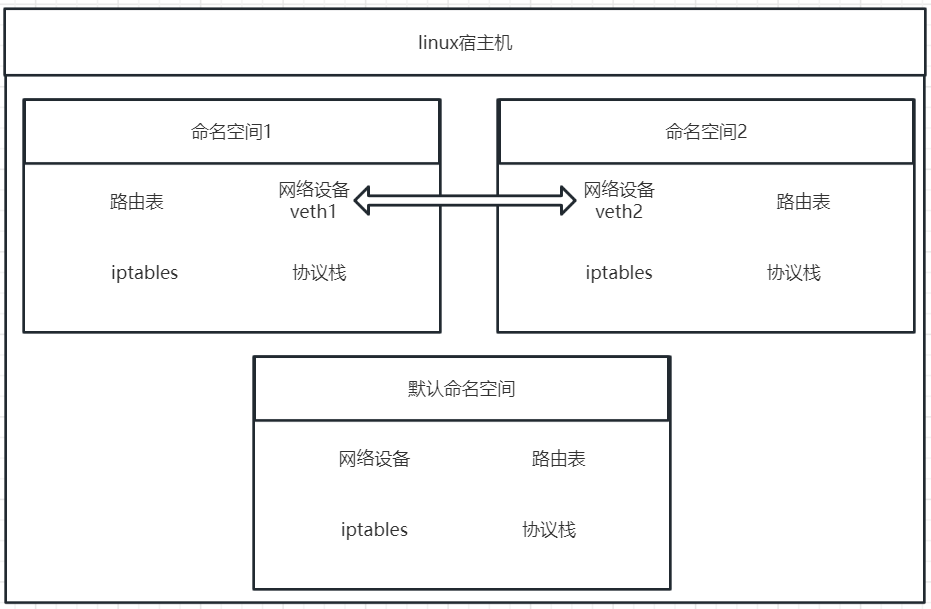 linux宿主机
命名空间1
路由表
网络设备
veth1
iptables
协议栈
命名空间2
网络设备
veth2
路由表
iptables
协议栈
默认命名空间
网络设备
路由表
iptables
协议栈